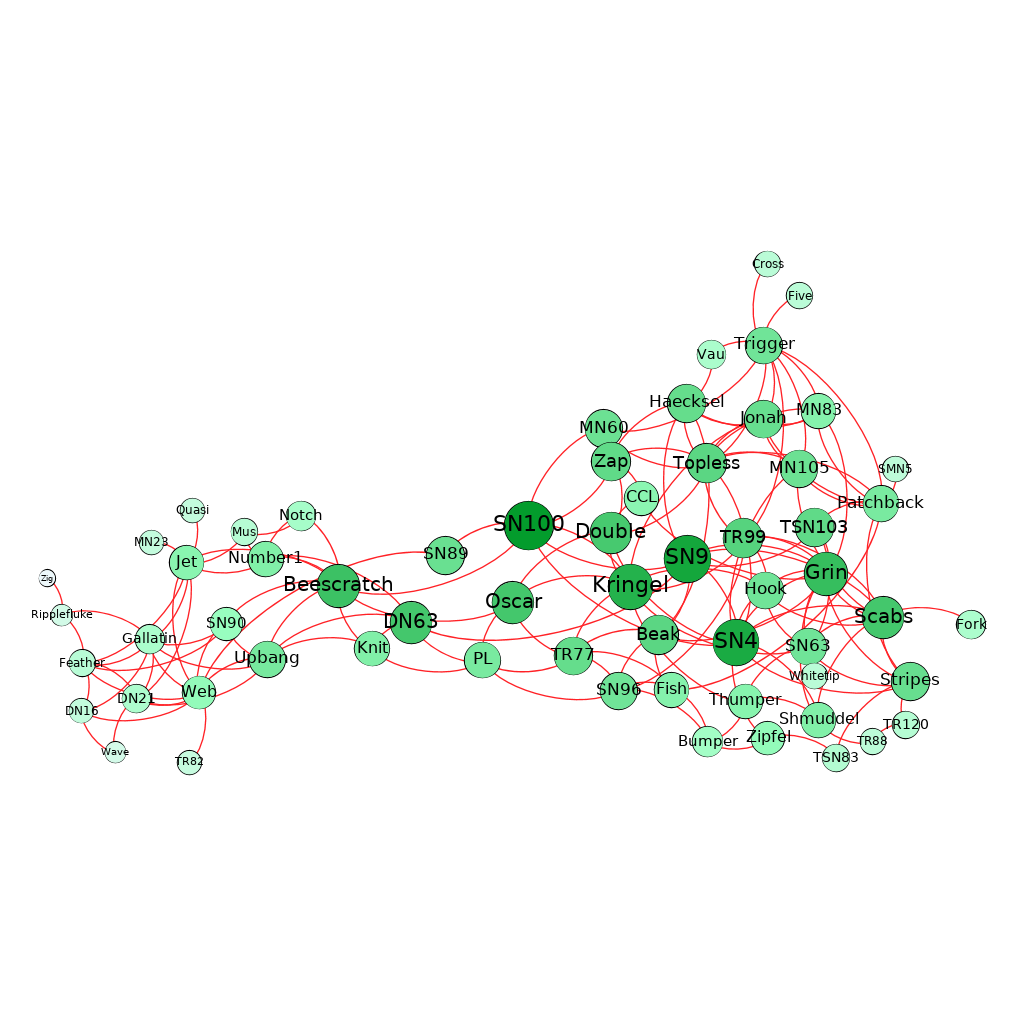 Cross
Five
Trigger
Vau
Haecksel
MN83
Jonah
MN60
Zap
Topless
MN105
SMN5
CCL
Patchback
Quasi
Notch
SN100
TSN103
Mus
Double
TR99
MN23
Number1
SN89
SN9
Jet
Grin
Zig
Beescratch
Kringel
Hook
Oscar
Ripplefluke
Scabs
SN90
DN63
Fork
Gallatin
Beak
SN4
Knit
SN63
Feather
Upbang
PL
TR77
Whitetip
Web
SN96
Fish
Stripes
DN21
Thumper
DN16
Shmuddel
TR120
Wave
Bumper
Zipfel
TR88
TR82
TSN83